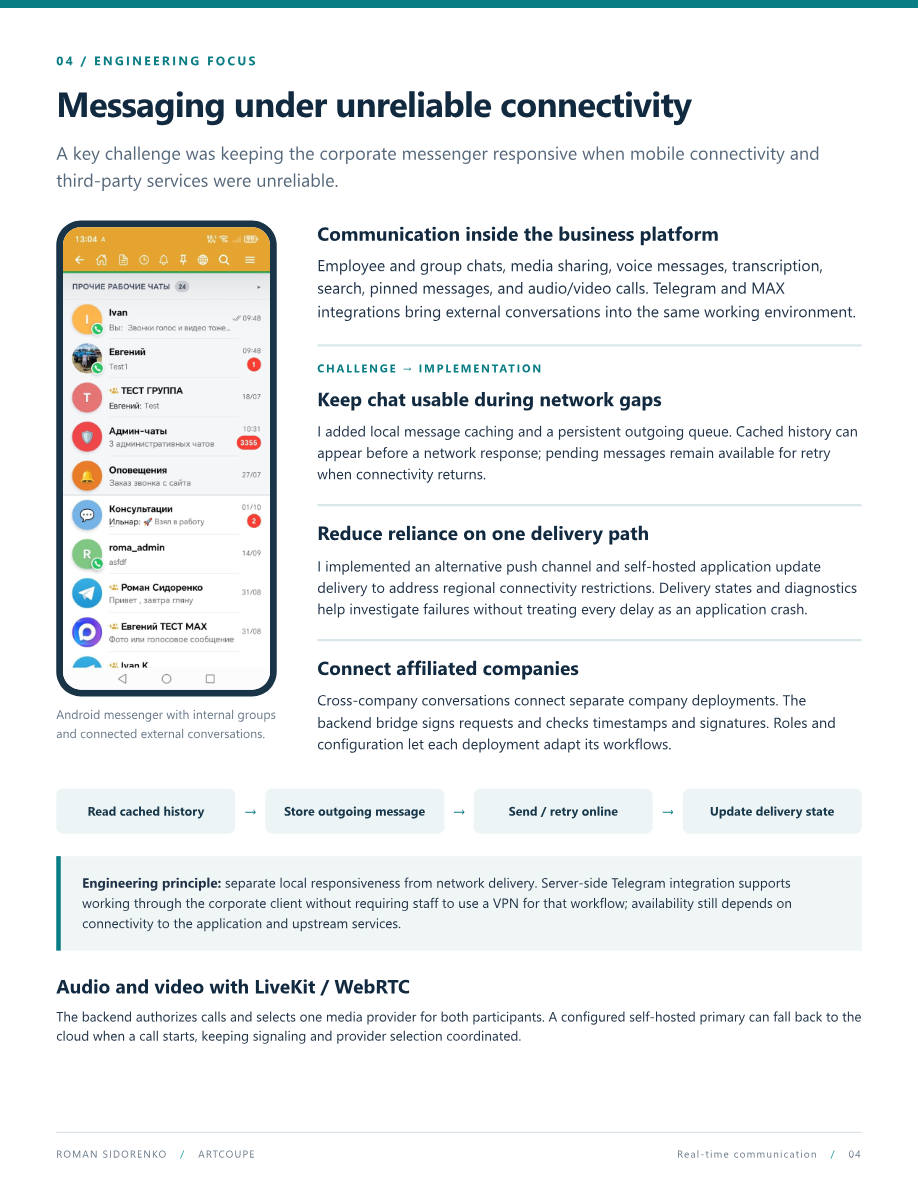 04 / ENGINEERING FOCUS
Messaging under unreliable connectivity
A key challenge was keeping the corporate messenger responsive when mobile connectivity and
third-party services were unreliable.
13:04 A
ПРОЧИЕ РАБОЧИЕ ЧАТЫ 24
I
Ivan
09:48
Вы: Звонки голос и видео тоже...
Евгений
09:48
Test1
1
T
ТЕСТ ГРУППА
18/07
Евгений: Test
Админ-чаты
10:31
3 административных чатов
3355
Оповещения
27/07
Заказ звонка с сайта
Консультации
01/10
Ильнар: 🚀 Взял в работу
2
R
roma_admin
14/09
asfdf
Роман Сидоренко
31/08
Привет , завтра гляну
Евгений ТЕСТ MAX
31/08
Фото или голосовое сообщение
Ivan K.
Android messenger with internal groups
and connected external conversations.
Communication inside the business platform
Employee and group chats, media sharing, voice messages, transcription,
search, pinned messages, and audio/video calls. Telegram and MAX
integrations bring external conversations into the same working environment.
CHALLENGE → IMPLEMENTATION
Keep chat usable during network gaps
I added local message caching and a persistent outgoing queue. Cached history can
appear before a network response; pending messages remain available for retry
when connectivity returns.
Reduce reliance on one delivery path
I implemented an alternative push channel and self-hosted application update
delivery to address regional connectivity restrictions. Delivery states and diagnostics
help investigate failures without treating every delay as an application crash.
Connect affiliated companies
Cross-company conversations connect separate company deployments. The
backend bridge signs requests and checks timestamps and signatures. Roles and
configuration let each deployment adapt its workflows.
Read cached history → Store outgoing message → Send / retry online → Update delivery state
Engineering principle: separate local responsiveness from network delivery. Server-side Telegram integration supports
working through the corporate client without requiring staff to use a VPN for that workflow; availability still depends on
connectivity to the application and upstream services.
Audio and video with LiveKit / WebRTC
The backend authorizes calls and selects one media provider for both participants. A configured self-hosted primary can fall back to the
cloud when a call starts, keeping signaling and provider selection coordinated.
ROMAN SIDORENKO / ARTCOUPE
Real-time communication / 04